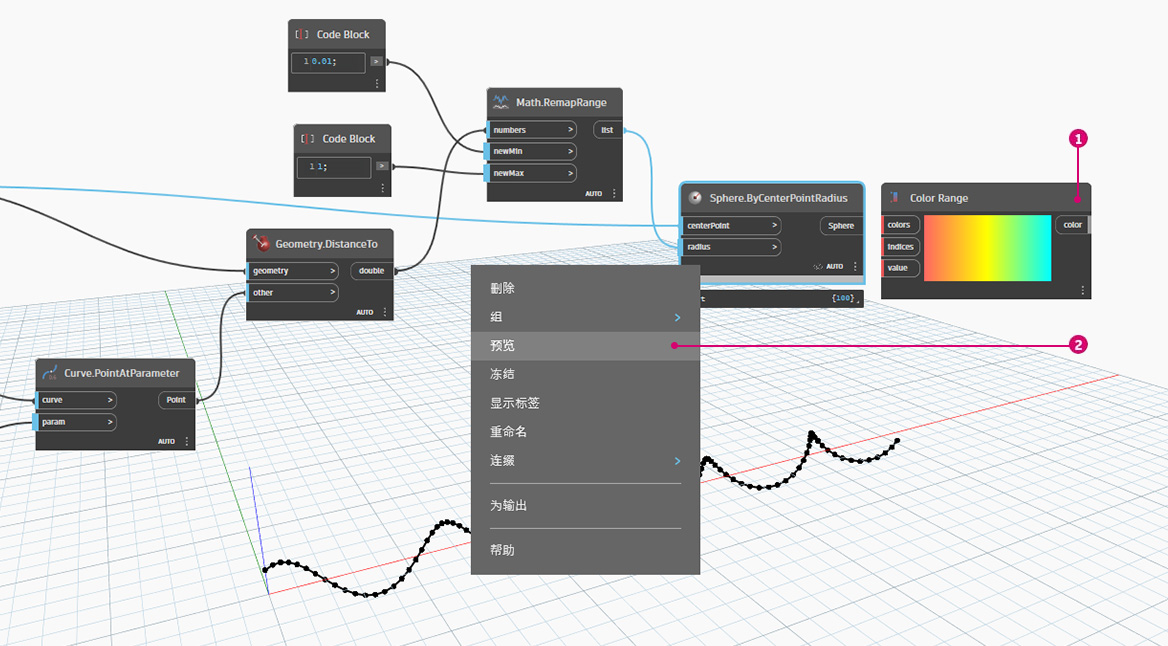 Code Block
1 0.01;
>
Code Block
1 1;
>
Math.RemapRange
numbers >
list
newMin >
newMax >
AUTO
1
Sphere.ByCenterPointRadius
centerPoint >
Sphere
radius >
AUTO
t
{100}
Color Range
colors
color
indices
value
Geometry.DistanceTo
geometry >
double
other >
AUTO
删除
组 >
预览
2
冻结
显示标签
重命名
连缀 >
为输出
帮助
Curve.PointAtParameter
curve >
Point
param >
AUTO